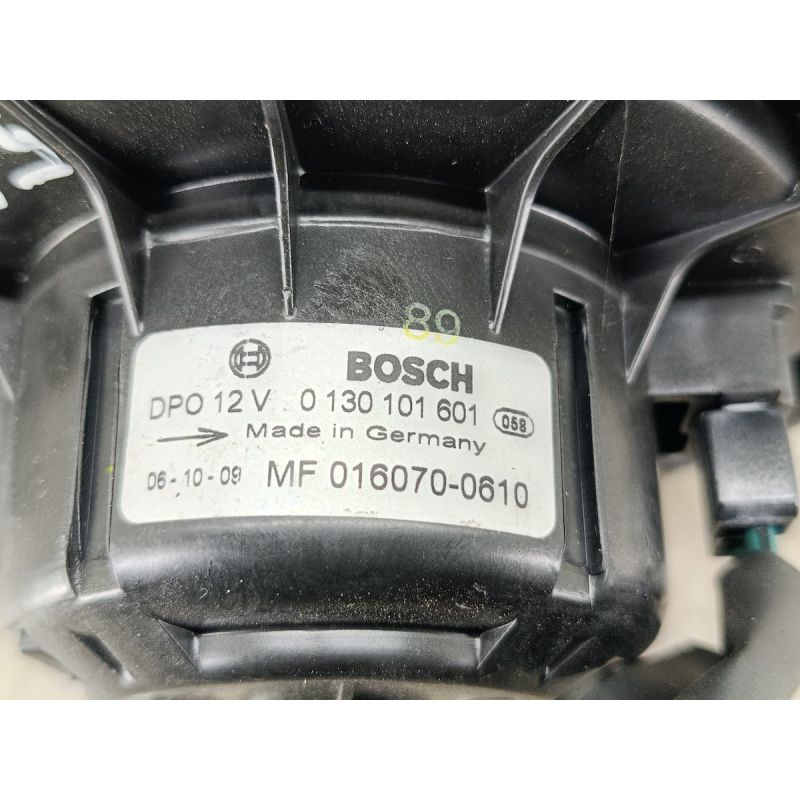 89
BOSCH
DPO 12 V 0 130 101 601 058
Made in Germany
06-10-09 MF 016070-0610